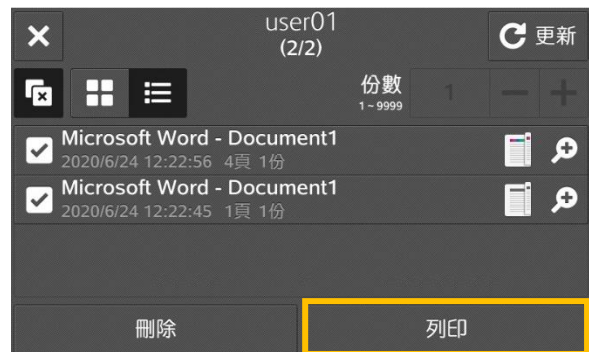 user01
(2/2)
更新
份數
1~9999
1
Microsoft Word - Document1
2020/6/24 12:22:56 4頁 1份
Microsoft Word - Document1
2020/6/24 12:22:45 1頁 1份
刪除
列印